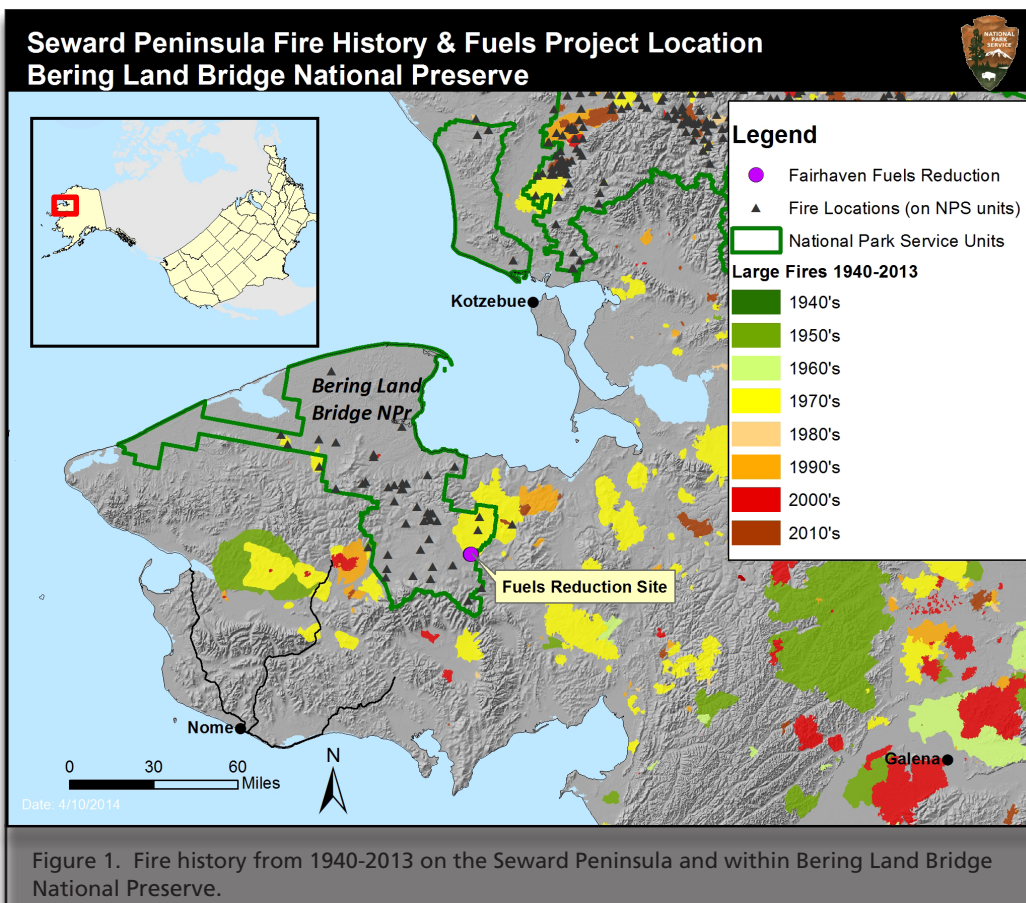 Seward Peninsula Fire History & Fuels Project Location
Bering Land Bridge National Preserve
NATIONAL
PARK
SERVICE
Legend
Fairhaven Fuels Reduction
Fire Locations (on NPS units)
National Park Service Units
Large Fires 1940-2013
1940's
1950's
1960's
1970's
1980's
1990's
2000's
2010's
Kotzebue
Bering Land
Bridge NPr
Fuels Reduction Site
Nome
Galena
N
0 30 60
Miles
Date: 4/10/2014
Figure 1. Fire history from 1940-2013 on the Seward Peninsula and within Bering Land Bridge
National Preserve.